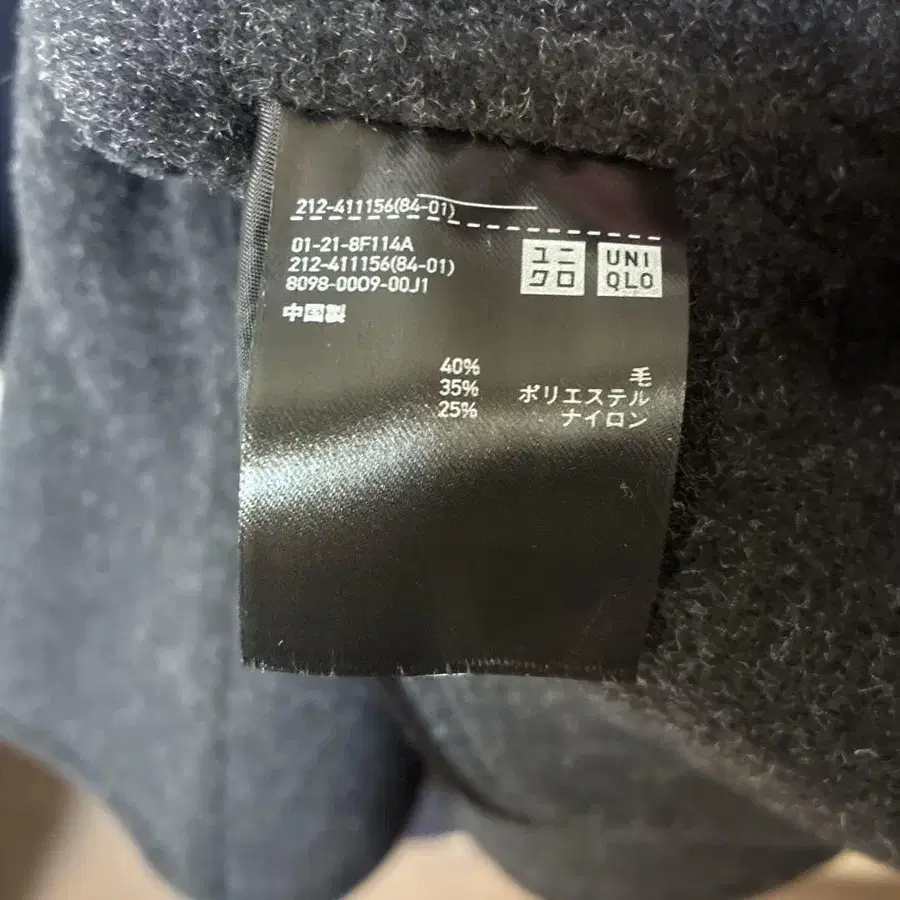 212-411156(84-01)
01-21-8F114A
212-411156(84-01)
8098-0009-00J1
中国製
ユニ
クロ
UNI
QLO
40% 毛
35% ポリエステル
25% ナイロン